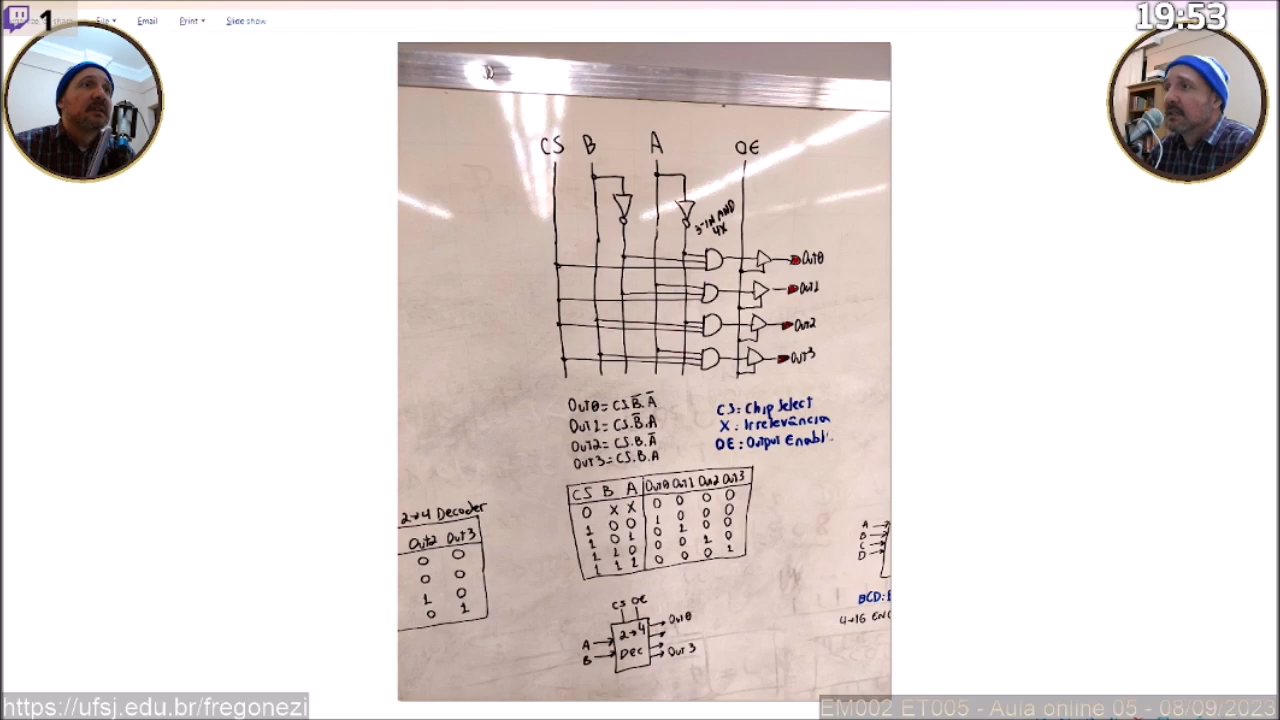 1
File Email Print Slide show
19:53
CS B A OE
3-IN AND
4X
Out0
Out1
Out2
Out3
Out0 = CS.B̅.A̅
Out1 = CS.B̅.A
Out2 = CS.B.A̅
Out3 = CS.B.A
CS: Chip Select
X: Irrelevância
OE: Output Enabl
CS B A Out0 Out1 Out2 Out3
0 X X 0 0 0 0
1 0 0 1 0 0 0
1 0 1 0 1 0 0
1 1 0 0 0 1 0
1 1 1 0 0 0 1
2→4 Decoder
Out2 Out3
0 0
0 0
1 0
0 1
CS OE
A
B
2→4
Dec
Out0
Out3
A
B
C
D
BCD:
4→16 ENC
https://ufsj.edu.br/fregonezi
EM002 ET005 - Aula online 05 - 08/09/2023